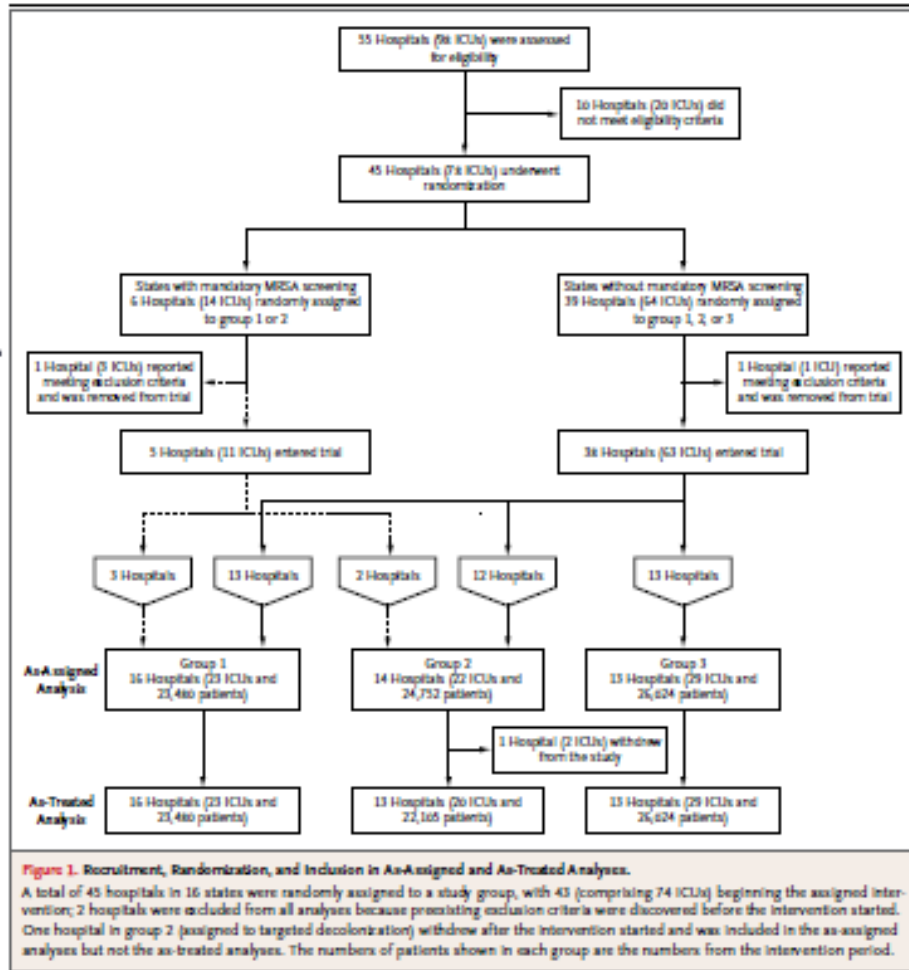 55 Hospitals (98 ICUs) were assessed
for eligibility
10 Hospitals (20 ICUs) did
not meet eligibility criteria
45 Hospitals (78 ICUs) underwent
randomization
States with mandatory MRSA screening
6 Hospitals (14 ICUs) randomly assigned
to group 1 or 2
States without mandatory MRSA screening
39 Hospitals (64 ICUs) randomly assigned
to group 1, 2, or 3
1 Hospital (3 ICUs) reported
meeting exclusion criteria
and was removed from trial
1 Hospital (1 ICU) reported
meeting exclusion criteria
and was removed from trial
5 Hospitals (11 ICUs) entered trial
38 Hospitals (63 ICUs) entered trial
3 Hospitals
13 Hospitals
2 Hospitals
12 Hospitals
13 Hospitals
As-Assigned
Analysis
Group 1
16 Hospitals (23 ICUs and
23,480 patients)
Group 2
14 Hospitals (22 ICUs and
24,752 patients)
Group 3
13 Hospitals (29 ICUs and
26,024 patients)
1 Hospital (2 ICUs) withdrew
from the study
As-Treated
Analysis
16 Hospitals (23 ICUs and
23,480 patients)
13 Hospitals (20 ICUs and
22,105 patients)
13 Hospitals (29 ICUs and
26,024 patients)
Figure 1. Recruitment, Randomization, and Inclusion in As-Assigned and As-Treated Analyses.
A total of 45 hospitals in 16 states were randomly assigned to a study group, with 43 (comprising 74 ICUs) beginning the assigned inter-
vention; 2 hospitals were excluded from all analyses because preexisting exclusion criteria were discovered before the intervention started.
One hospital in group 2 (assigned to targeted decolonization) withdrew after the intervention started and was included in the as-assigned
analyses but not the as-treated analyses. The numbers of patients shown in each group are the numbers from the intervention period.